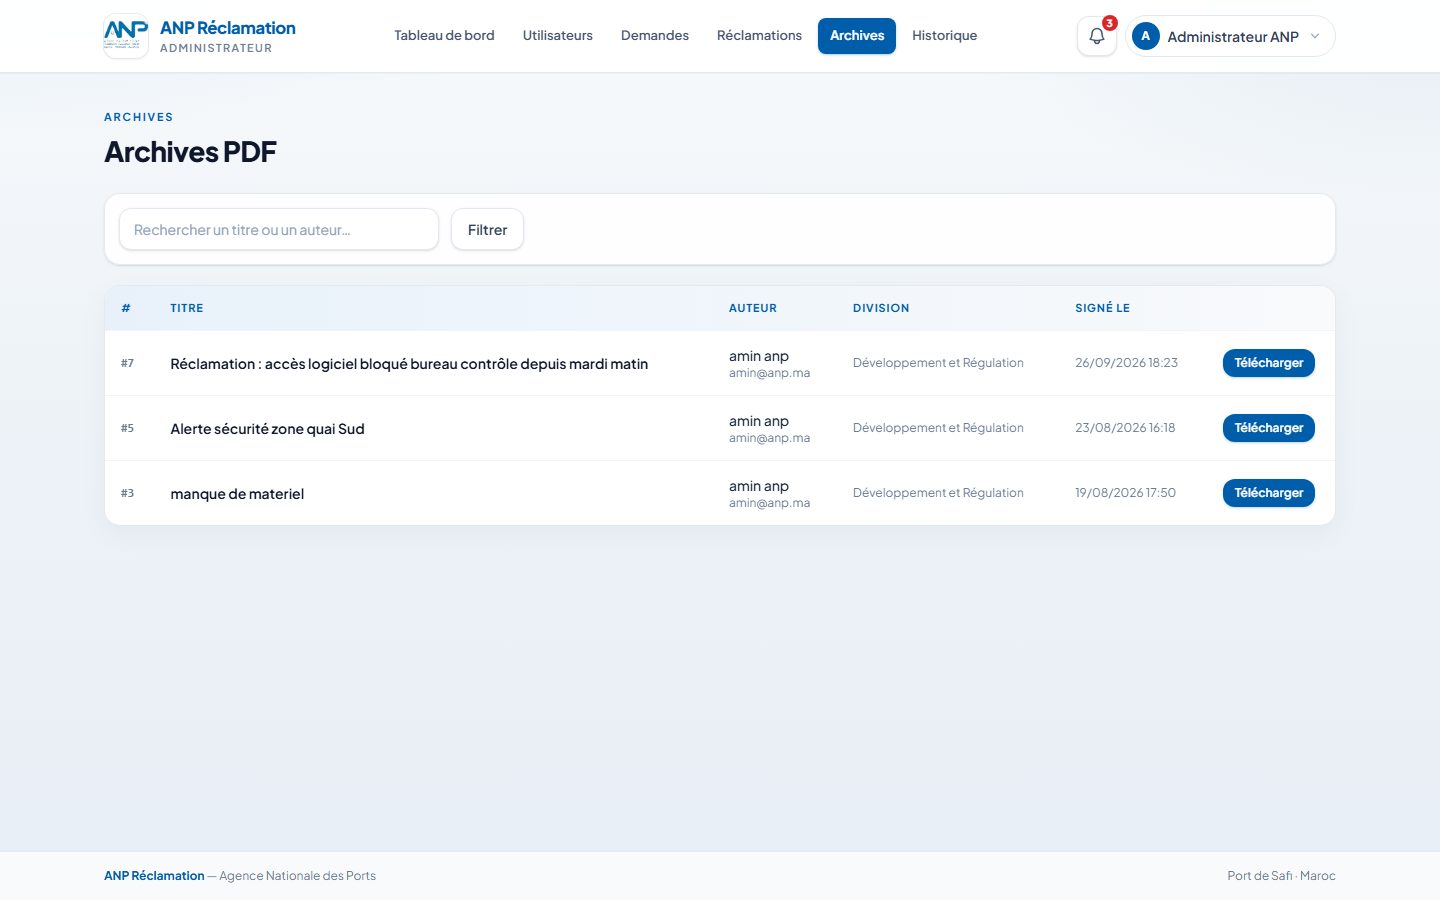 ANP
ANP Réclamation
ADMINISTRATEUR
Tableau de bord
Utilisateurs
Demandes
Réclamations
Archives
Historique
3
A
Administrateur ANP
ARCHIVES
Archives PDF
Rechercher un titre ou un auteur...
Filtrer
# TITRE AUTEUR DIVISION SIGNÉ LE
#7 Réclamation : accès logiciel bloqué bureau contrôle depuis mardi matin amin anp Développement et Régulation 26/09/2026 18:23 Télécharger
amin@anp.ma
#5 Alerte sécurité zone quai Sud amin anp Développement et Régulation 23/08/2026 16:18 Télécharger
amin@anp.ma
#3 manque de materiel amin anp Développement et Régulation 19/08/2026 17:50 Télécharger
amin@anp.ma
ANP Réclamation — Agence Nationale des Ports
Port de Safi · Maroc